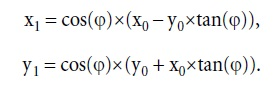 x₁ = cos(φ)×(x₀ – y₀×tan(φ)),
y₁ = cos(φ)×(y₀ + x₀×tan(φ)).